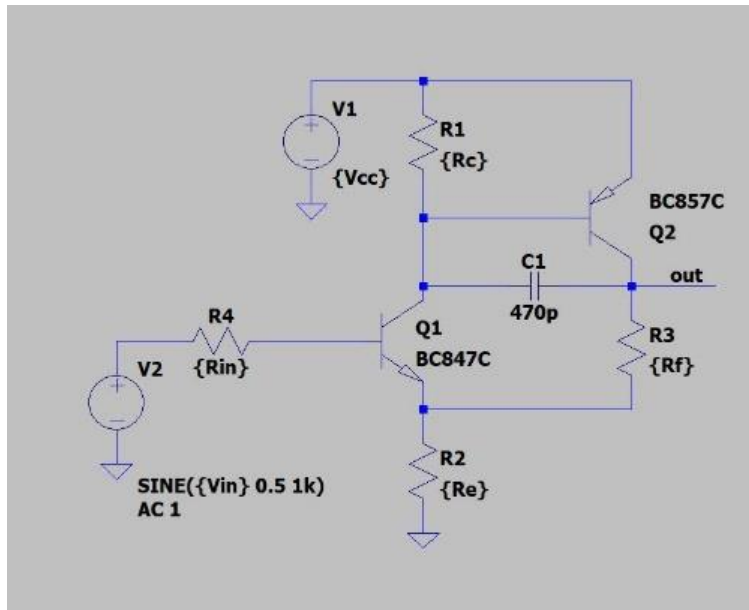 V1
{Vcc}
R1
{Rc}
BC857C
Q2
C1
470p
out
R4
{Rin}
Q1
BC847C
R3
{Rf}
V2
R2
{Re}
SINE({Vin} 0.5 1k)
AC 1